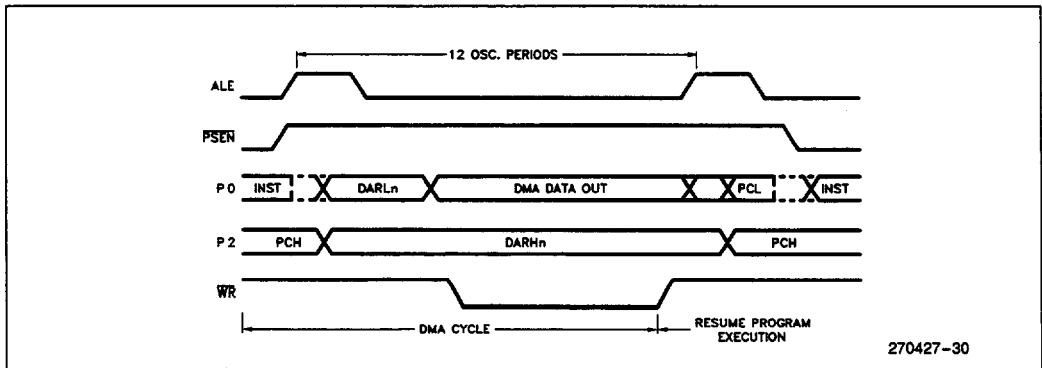 12 OSC. PERIODS
ALE
PSEN
P0 INST DARLn DMA DATA OUT PCL INST
P2 PCH DARHn PCH
WR
DMA CYCLE RESUME PROGRAM
EXECUTION
270427-30